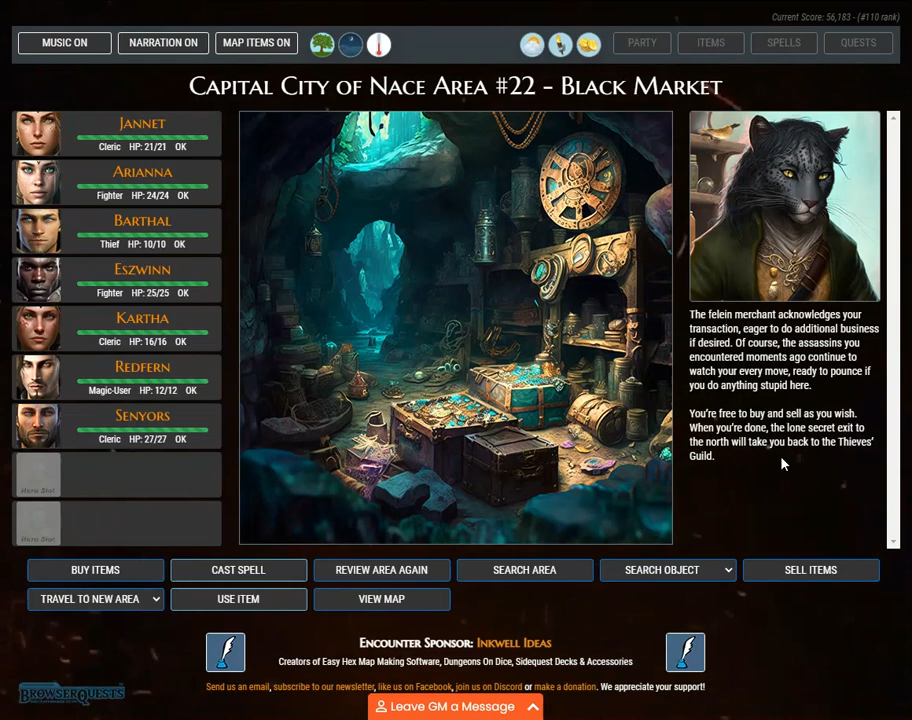 Current Score: 56,183 - (#110 rank)
MUSIC ON
NARRATION ON
MAP ITEMS ON
PARTY
ITEMS
SPELLS
QUESTS
Capital City of Nace Area #22 - Black Market
Jannet
Cleric HP: 21/21 OK
Arianna
Fighter HP: 24/24 OK
Barthal
Thief HP: 10/10 OK
Eszwinn
Fighter HP: 25/25 OK
Kartha
Cleric HP: 16/16 OK
Redfern
Magic-User HP: 12/12 OK
Senyors
Cleric HP: 27/27 OK
Hero Slot
Hero Slot
The felein merchant acknowledges your
transaction, eager to do additional business
if desired. Of course, the assassins you
encountered moments ago continue to
watch your every move, ready to pounce if
you do anything stupid here.
You're free to buy and sell as you wish.
When you're done, the lone secret exit to
the north will take you back to the Thieves'
Guild.
BUY ITEMS
CAST SPELL
REVIEW AREA AGAIN
SEARCH AREA
SEARCH OBJECT
SELL ITEMS
TRAVEL TO NEW AREA
USE ITEM
VIEW MAP
Encounter Sponsor: Inkwell Ideas
Creators of Easy Hex Map Making Software, Dungeons On Dice, Sidequest Decks & Accessories
Send us an email, subscribe to our newsletter, like us on Facebook, join us on Discord or make a donation. We appreciate your support!
BrowserQuests
Leave GM a Message